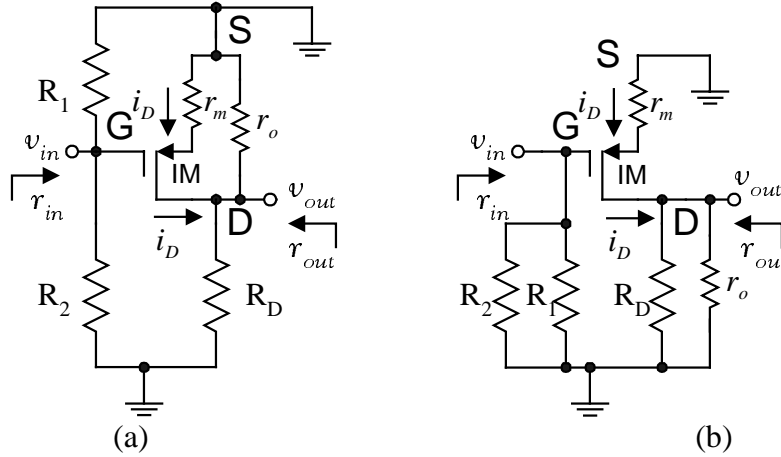 S
R1
iD
rm
ro
G
vin
IM
vout
rin
D
iD
rout
R2
RD
(a)
S
iD
rm
G
vin
IM
vout
rin
D
iD
rout
R2
R1
RD
ro
(b)